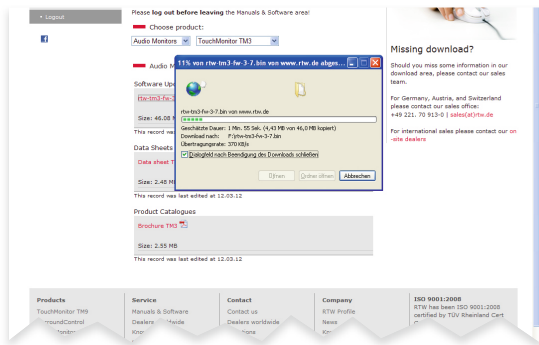 • Logout
Please log out before leaving the Manuals & Software area!
Choose product:
Audio Monitors
TouchMonitor TM3
Audio M
11% von rtw-tm3-fw-3-7.bin von www.rtw.de abges...
Software Up
rtw-tm3-fw-3
rtw-tm3-fw-3-7.bin von www.rtw.de
Size: 46.08 M
Geschätzte Dauer: 1 Min. 55 Sek. (4,43 MB von 46,0 MB kopiert)
Download nach: F:\rtw-tm3-fw-3-7.bin
Übertragungsrate: 370 KB/s
Dialogfeld nach Beendigung des Downloads schließen
Öffnen
Ordner öffnen
Abbrechen
This record was
Data Sheets
Data sheet T
Size: 2.48 M
This record was last edited at 12.03.12
Product Catalogues
Brochure TM3
Size: 2.55 MB
This record was last edited at 12.03.12
Missing download?
Should you miss some information in our
download area, please contact our sales
team.
For Germany, Austria, and Switzerland
please contact our sales office:
+49 221. 70 913-0 | sales(at)rtw.de
For international sales please contact our on
-site dealers
Products
TouchMonitor TM9
SurroundControl
Service
Manuals & Software
Dealers worldwide
Contact
Contact us
Dealers worldwide
Company
RTW Profile
News
ISO 9001:2008
RTW has been ISO 9001:2008
certified by TÜV Rheinland Cert